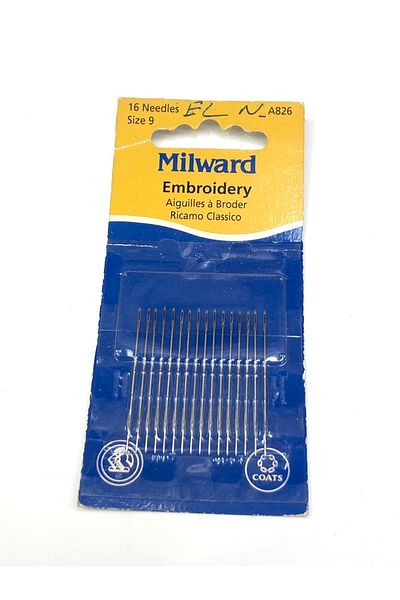 16 Needles EL N A826
Size 9
Milward
Embroidery
Aiguilles à Broder
Ricamo Classico
COATS